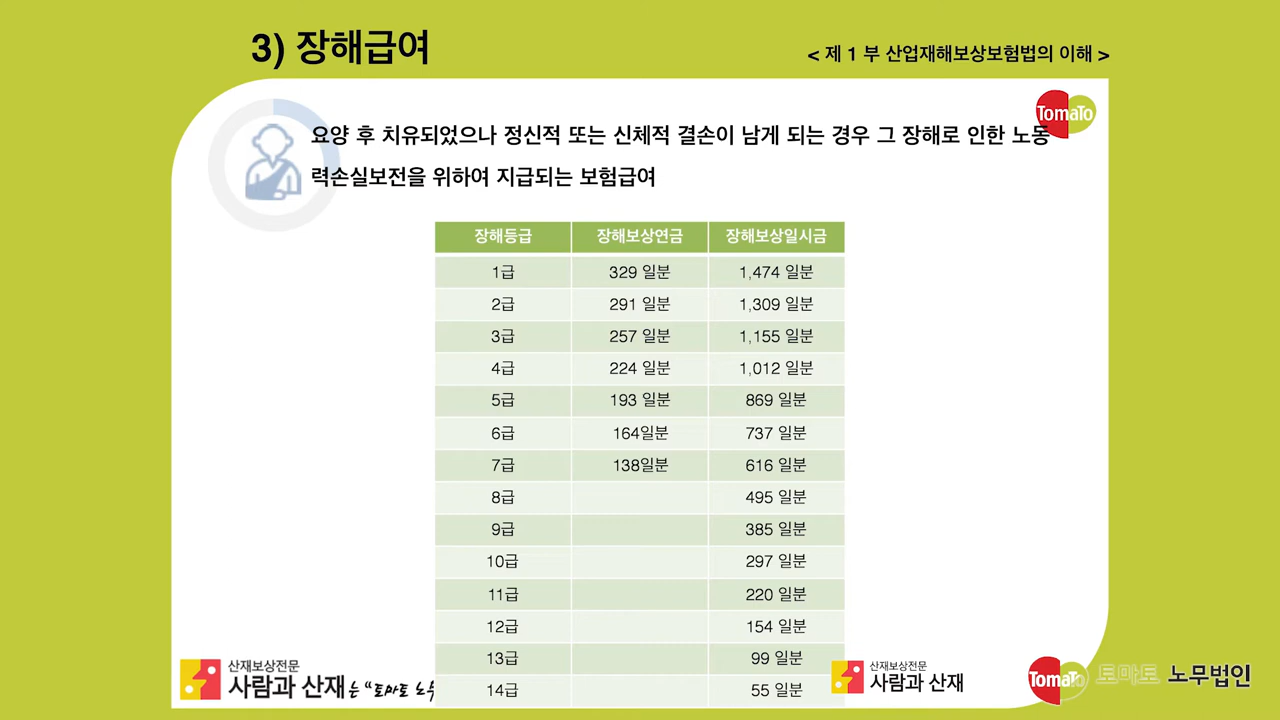 3) 장해급여
< 제 1 부 산업재해보상보험법의 이해 >
TomaTo
요양 후 치유되었으나 정신적 또는 신체적 결손이 남게 되는 경우 그 장해로 인한 노동
력손실보전을 위하여 지급되는 보험급여
장해등급 장해보상연금 장해보상일시금
1급 329 일분 1,474 일분
2급 291 일분 1,309 일분
3급 257 일분 1,155 일분
4급 224 일분 1,012 일분
5급 193 일분 869 일분
6급 164일분 737 일분
7급 138일분 616 일분
8급 495 일분
9급 385 일분
10급 297 일분
11급 220 일분
12급 154 일분
13급 99 일분
14급 55 일분
산재보상전문
사람과 산재는 "토마토 노무
산재보상전문
사람과 산재
TomaTo 토마토 노무법인